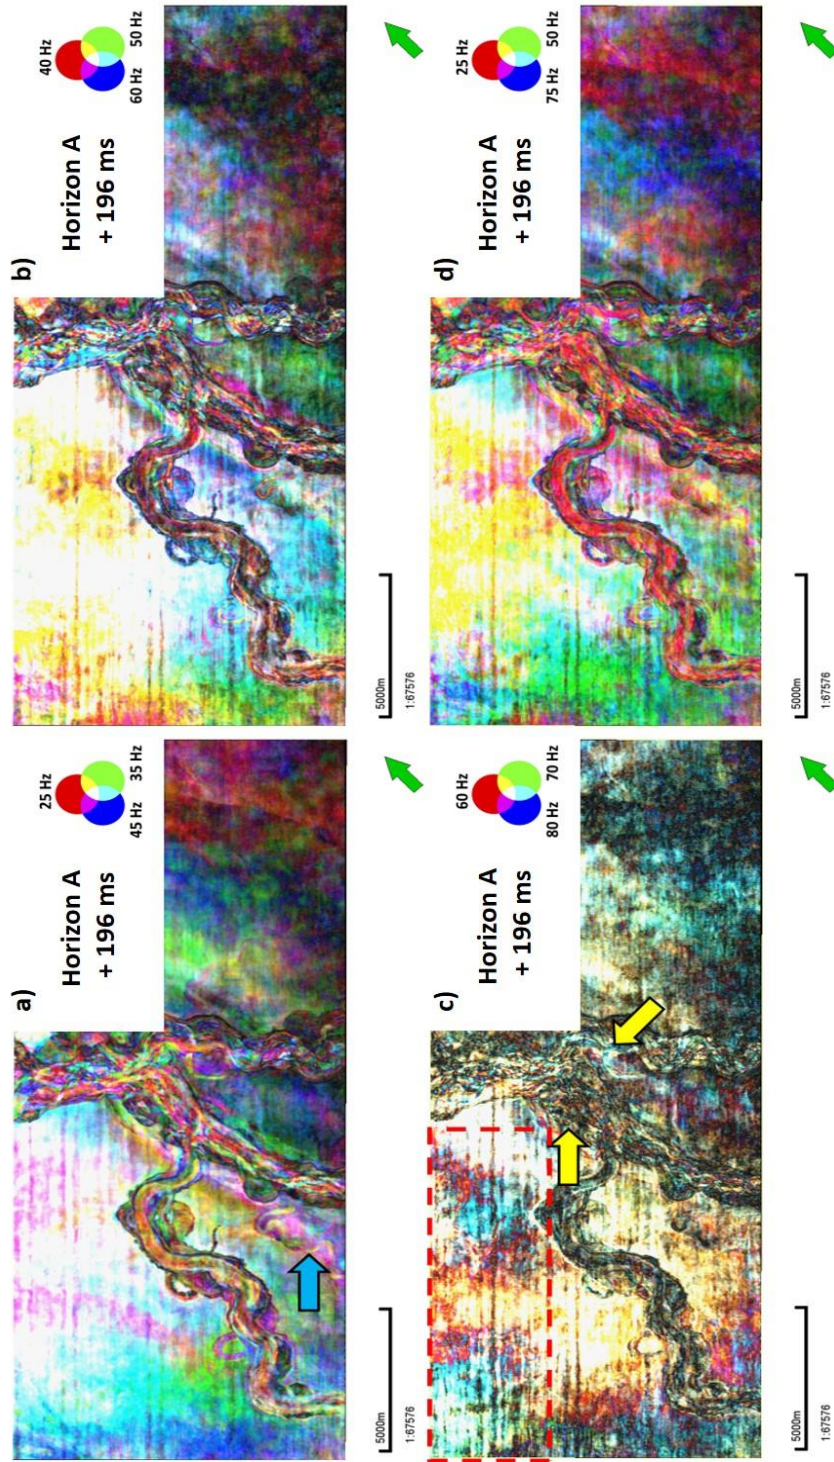 a)
Horizon A
+ 196 ms
25 Hz
45 Hz 35 Hz
5000m
1:67576
b)
Horizon A
+ 196 ms
40 Hz
60 Hz 50 Hz
5000m
1:67576
c)
Horizon A
+ 196 ms
60 Hz
80 Hz 70 Hz
5000m
1:67576
d)
Horizon A
+ 196 ms
25 Hz
75 Hz 50 Hz
5000m
1:67576